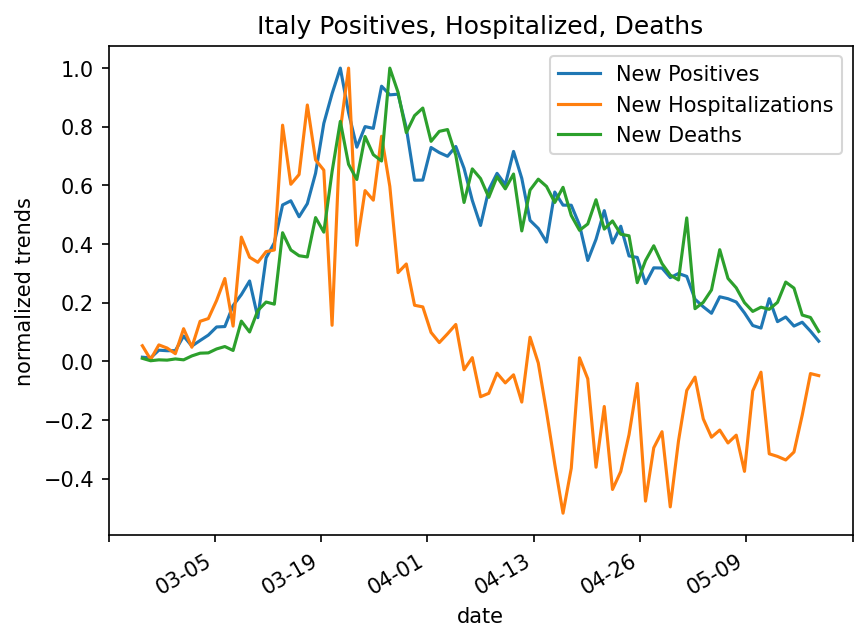 Italy Positives, Hospitalized, Deaths
New Positives
New Hospitalizations
New Deaths
normalized trends
1.0
0.8
0.6
0.4
0.2
0.0
−0.2
−0.4
03-05
03-19
04-01
04-13
04-26
05-09
date